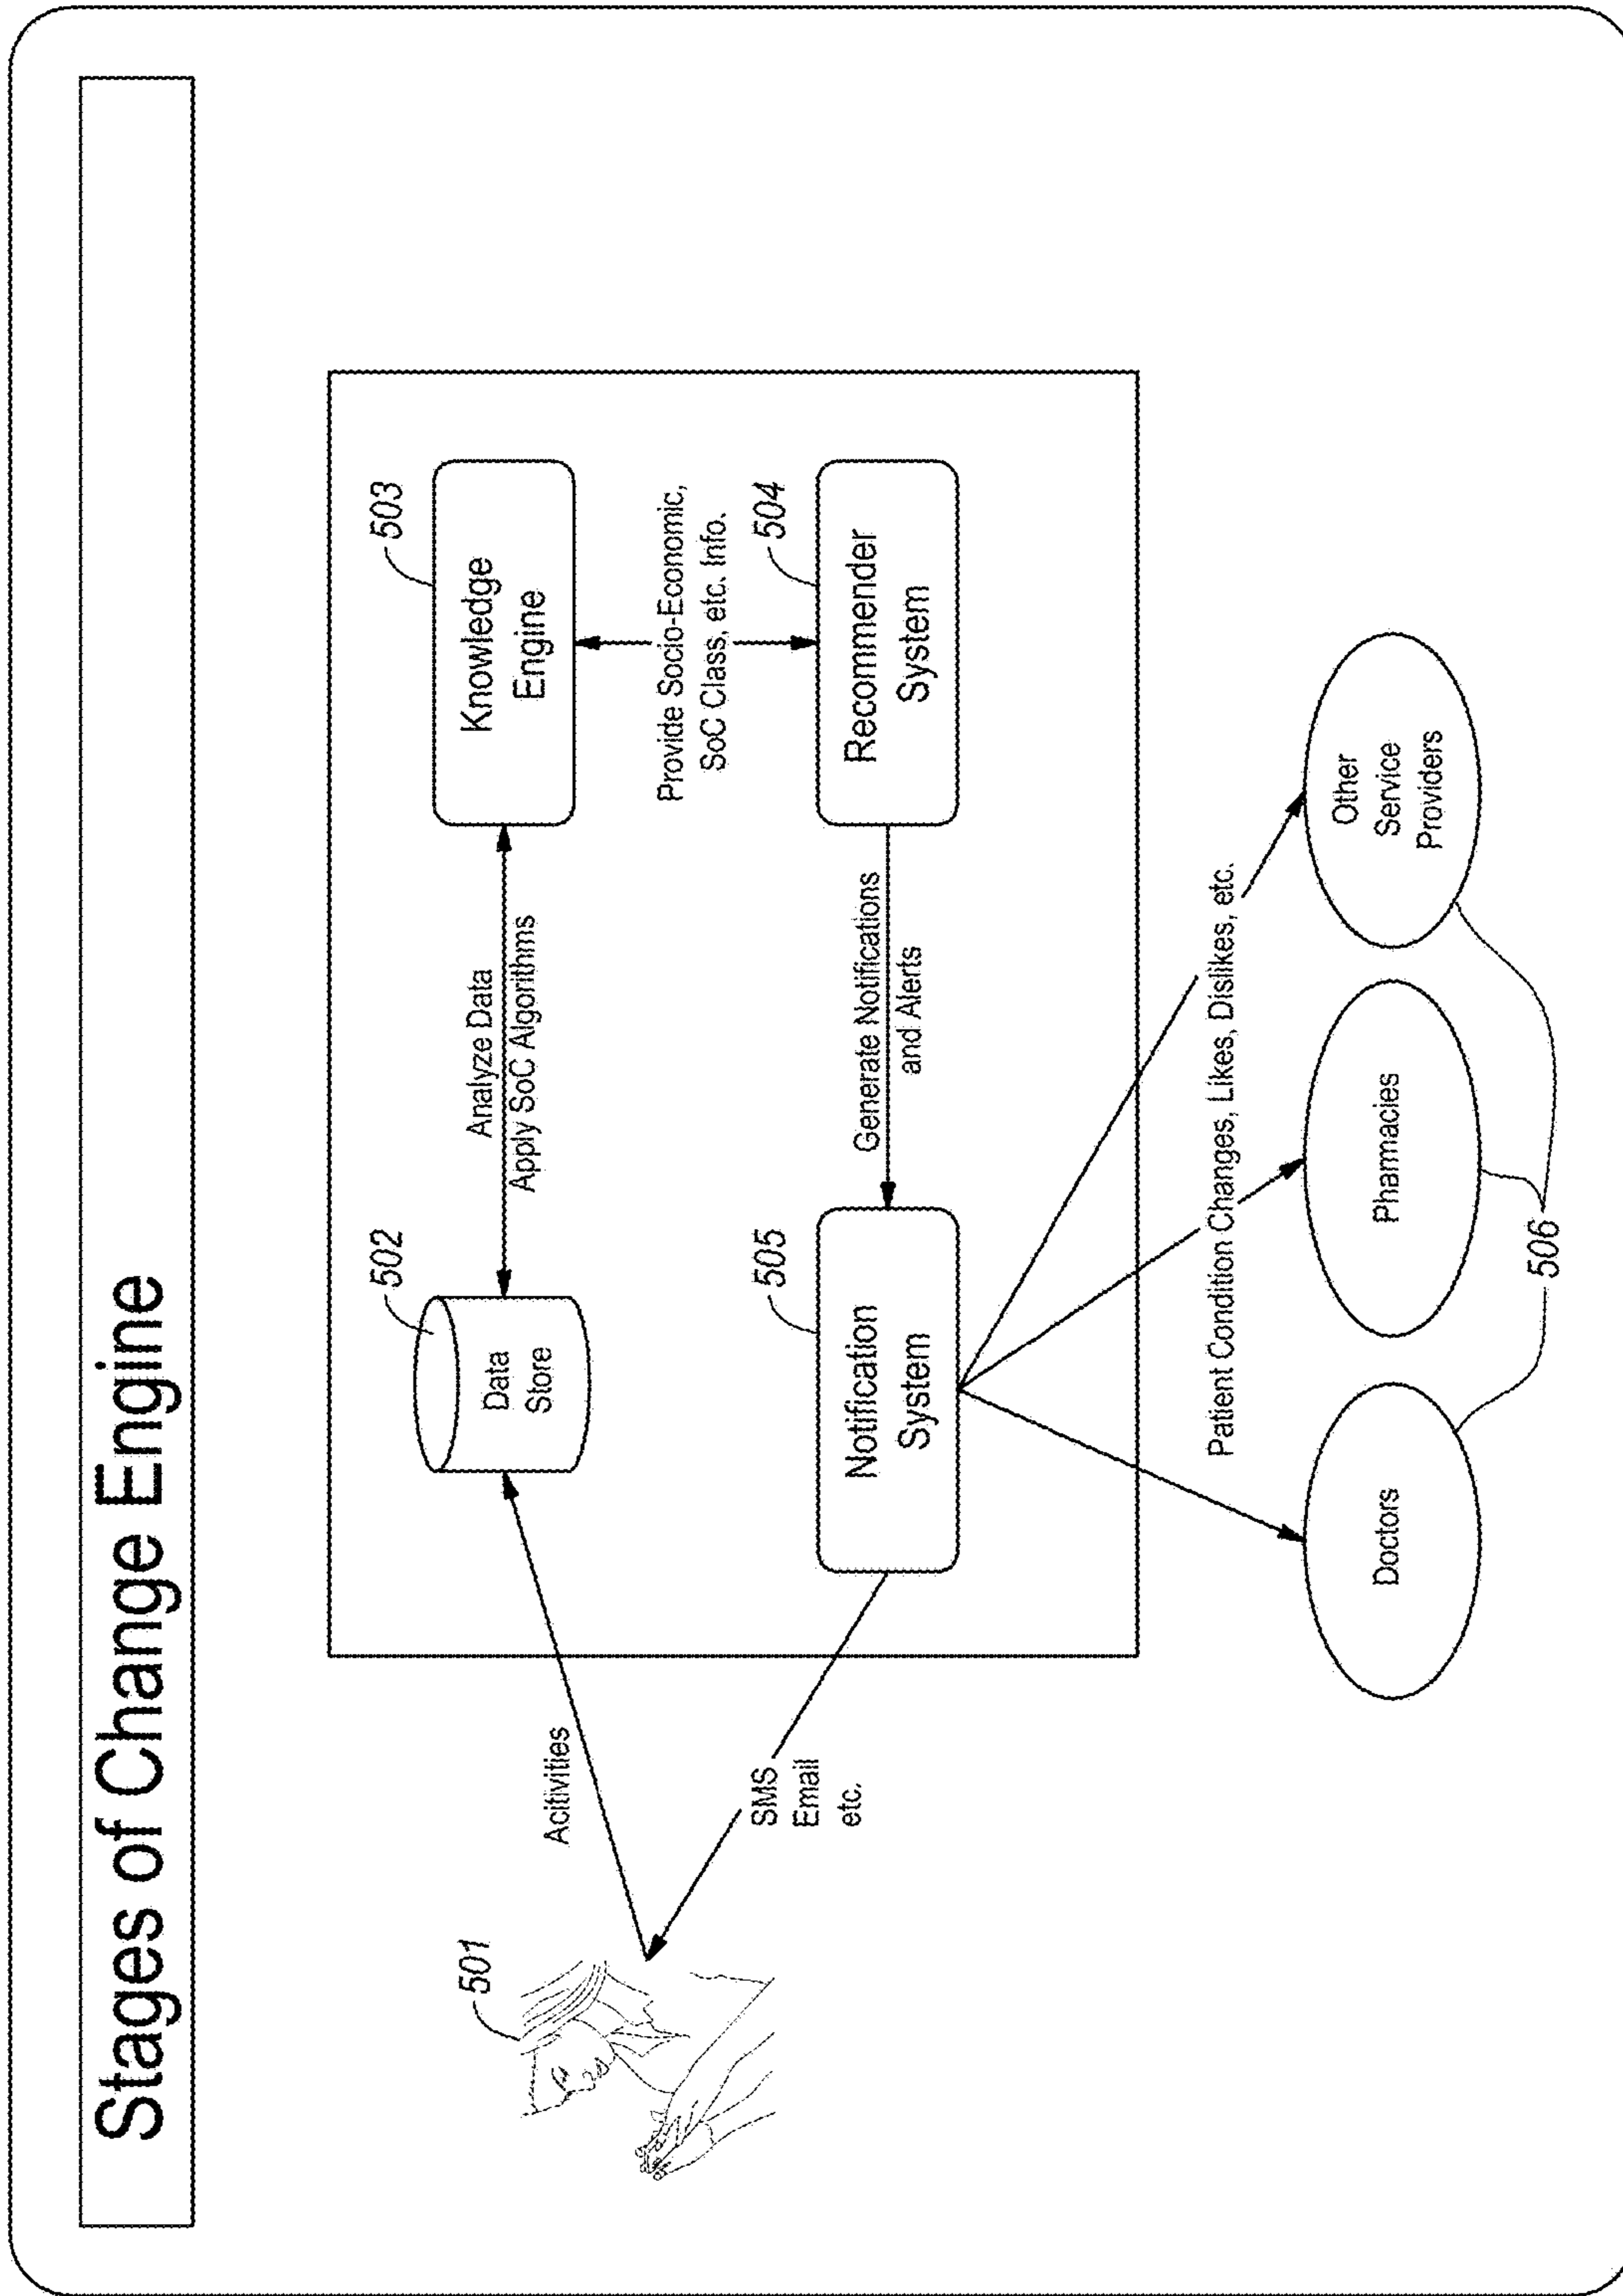 Stages of Change Engine
501
Acitivities
SMS
Email
etc.
502
Data
Store
Analyze Data
Apply SoC Algorithms
503
Knowledge
Engine
Provide Socio-Economic,
SoC Class, etc. Info.
504
Recommender
System
Generate Notifications
and Alerts
505
Notification
System
Patient Condition Changes, Likes, Dislikes, etc.
Doctors
Pharmacies
Other
Service
Providers
506